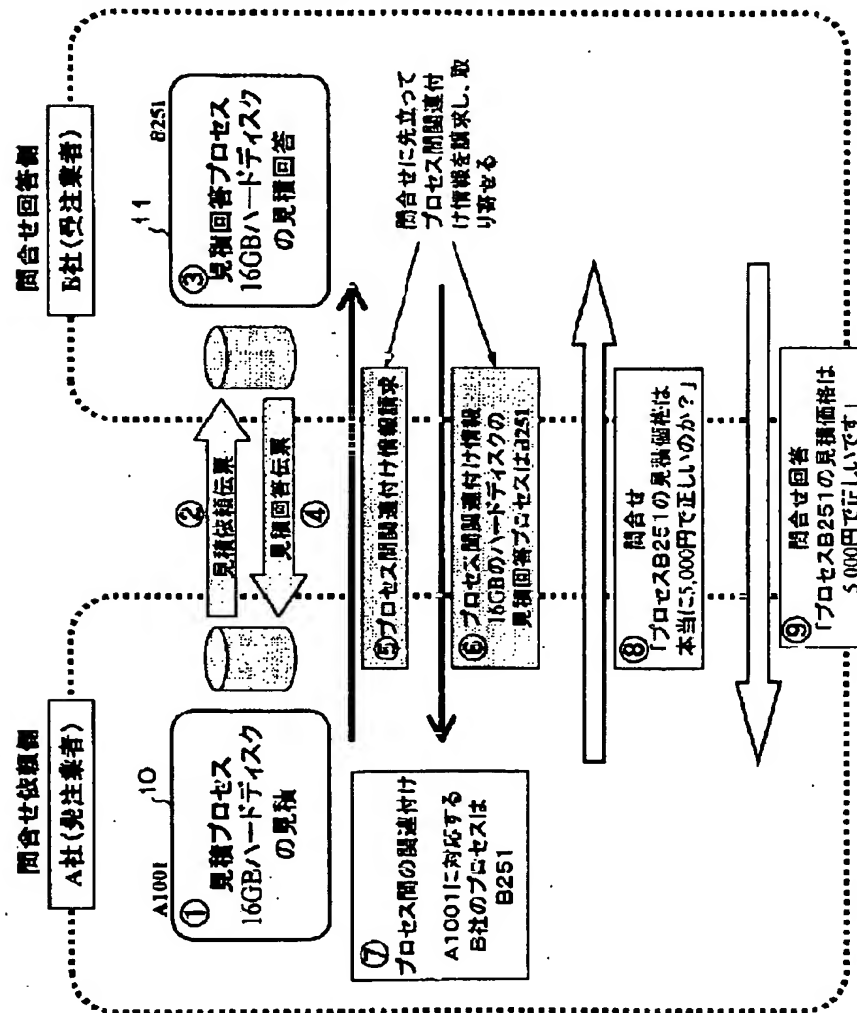 問合せ依頼側
A社(発注業者)
問合せ回答側
B社(受注業者)
A1001
10
① 見積プロセス
16GBハードディスク
の見積
② 見積依頼伝票
見積回答伝票
④
11
B251
③ 見積回答プロセス
16GBハードディスク
の見積回答
⑤プロセス間関連付け情報請求
⑥プロセス間関連付け情報
16GBのハードディスクの
見積回答プロセスはB251
問合せに先立って
プロセス間関連付
け情報を請求し、取
り寄せる
⑦
プロセス間の関連付け
A1001に対応する
B社のプロセスは
B251
⑧ 問合せ
「プロセスB251の見積価格は
本当に5,000円で正しいのか?」
⑨ 問合せ回答
「プロセスB251の見積価格は
5,000円で正しいです」